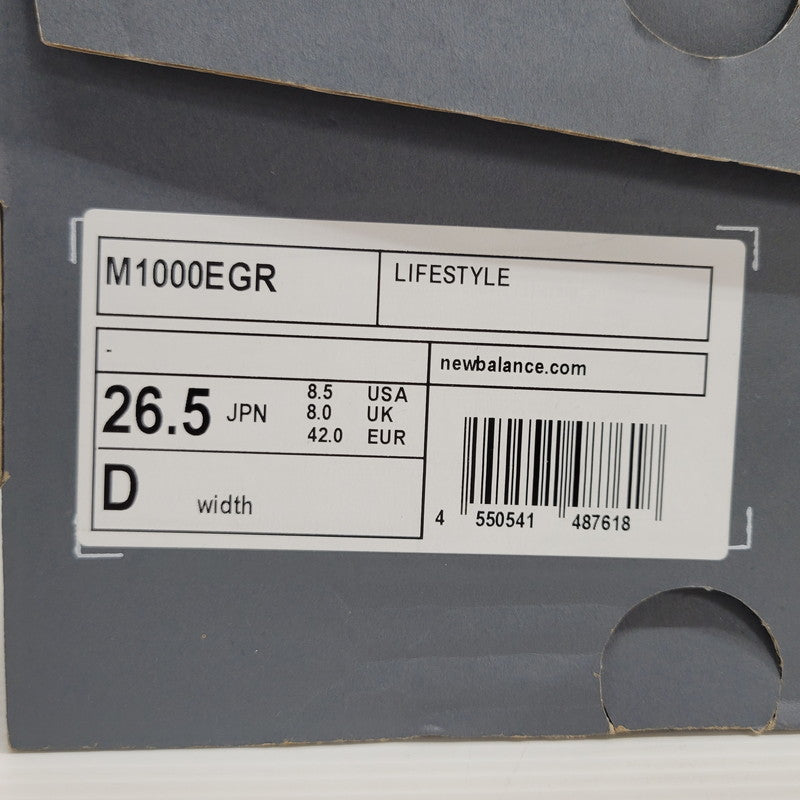 M1000EGR
LIFESTYLE
-
newbalance.com
26.5 JPN
8.5 USA
8.0 UK
42.0 EUR
D width
4 550541 487618